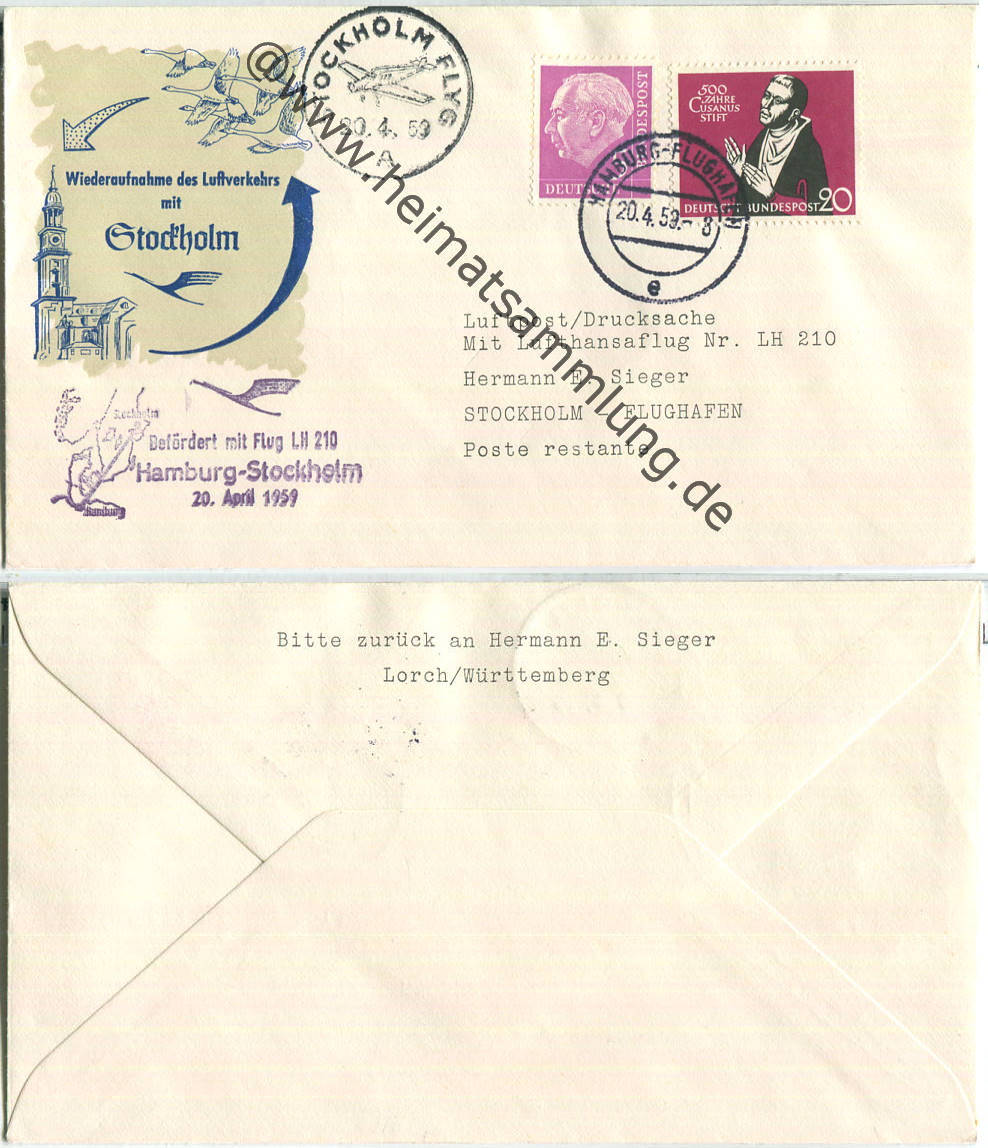 STOCKHOLM FLYG
20.4.59
A
Wiederaufnahme des Luftverkehrs
mit
Stockholm
DEUTSCHE BUNDESPOST
500
JAHRE
CUSANUS
STIFT
DEUTSCHE BUNDESPOST 20
HAMBURG-FLUGHAFEN
20.4.59.- 8
e
Luftpost/Drucksache
Mit Lufthansaflug Nr. LH 210
Hermann E. Sieger
STOCKHOLM - FLUGHAFEN
Poste restante
Stockholm
Befördert mit Flug LH 210
Hamburg-Stockholm
20. April 1959
Hamburg
@www.heimatsammlung.de
Bitte zurück an Hermann E. Sieger
Lorch/Württemberg